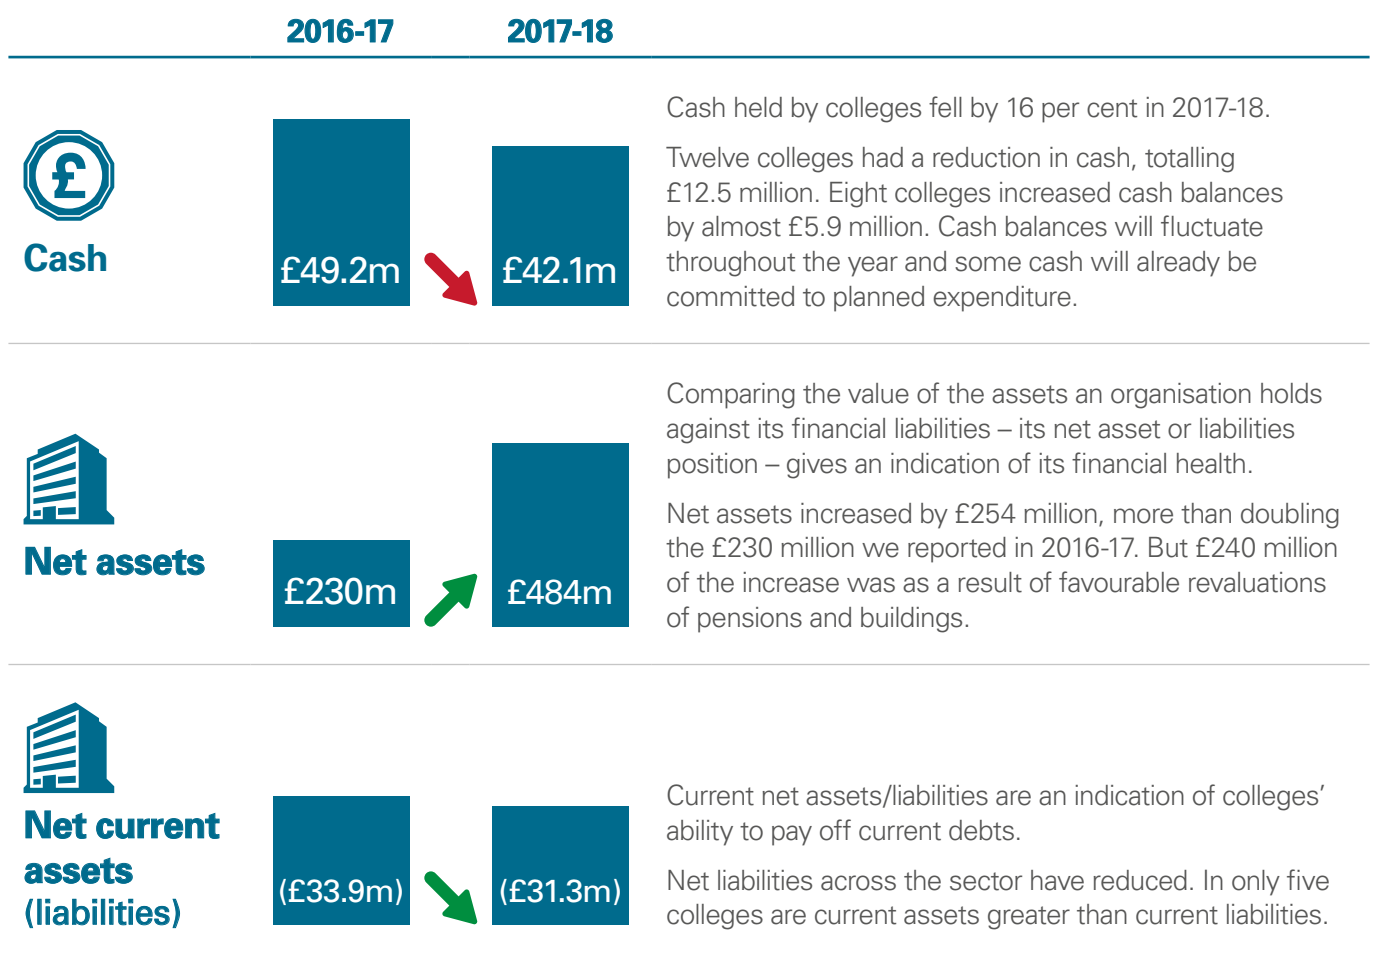 2016-17 2017-18
£
Cash
£49.2m
£42.1m
Cash held by colleges fell by 16 per cent in 2017-18.
Twelve colleges had a reduction in cash, totalling
£12.5 million. Eight colleges increased cash balances
by almost £5.9 million. Cash balances will fluctuate
throughout the year and some cash will already be
committed to planned expenditure.
Net assets
£230m
£484m
Comparing the value of the assets an organisation holds
against its financial liabilities – its net asset or liabilities
position – gives an indication of its financial health.
Net assets increased by £254 million, more than doubling
the £230 million we reported in 2016-17. But £240 million
of the increase was as a result of favourable revaluations
of pensions and buildings.
Net current
assets
(liabilities)
(£33.9m)
(£31.3m)
Current net assets/liabilities are an indication of colleges’
ability to pay off current debts.
Net liabilities across the sector have reduced. In only five
colleges are current assets greater than current liabilities.